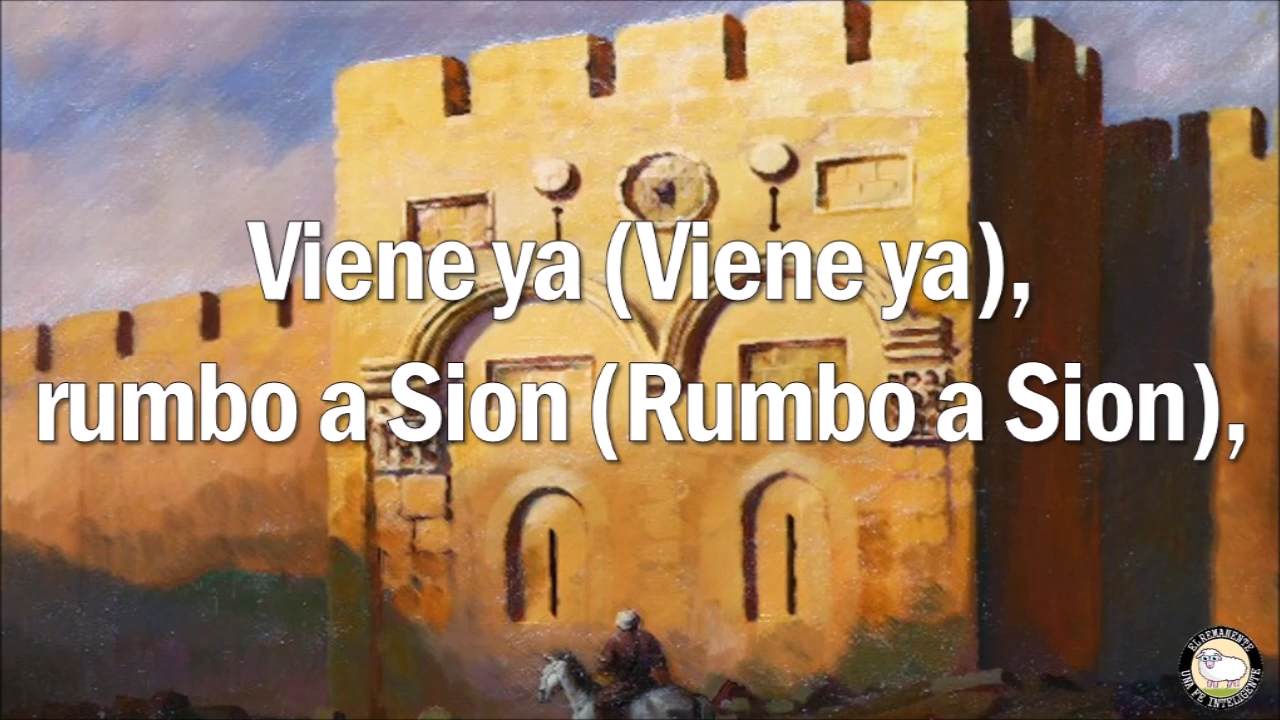 Viene ya (Viene ya),
rumbo a Sion (Rumbo a Sion),
EL REMANENTE
UNA FE INTELIGENTE